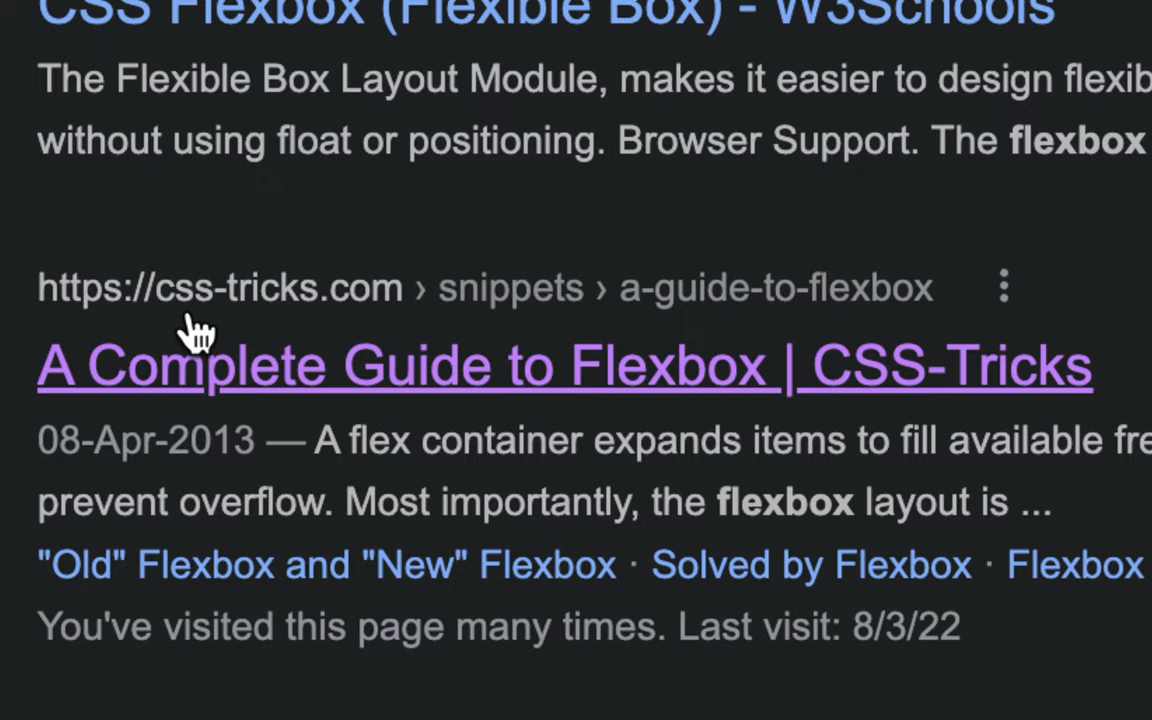 CSS Flexbox (Flexible Box) - W3Schools
The Flexible Box Layout Module, makes it easier to design flexib
without using float or positioning. Browser Support. The flexbox
https://css-tricks.com › snippets › a-guide-to-flexbox
A Complete Guide to Flexbox | CSS-Tricks
08-Apr-2013 — A flex container expands items to fill available fre
prevent overflow. Most importantly, the flexbox layout is ...
"Old" Flexbox and "New" Flexbox · Solved by Flexbox · Flexbox
You've visited this page many times. Last visit: 8/3/22